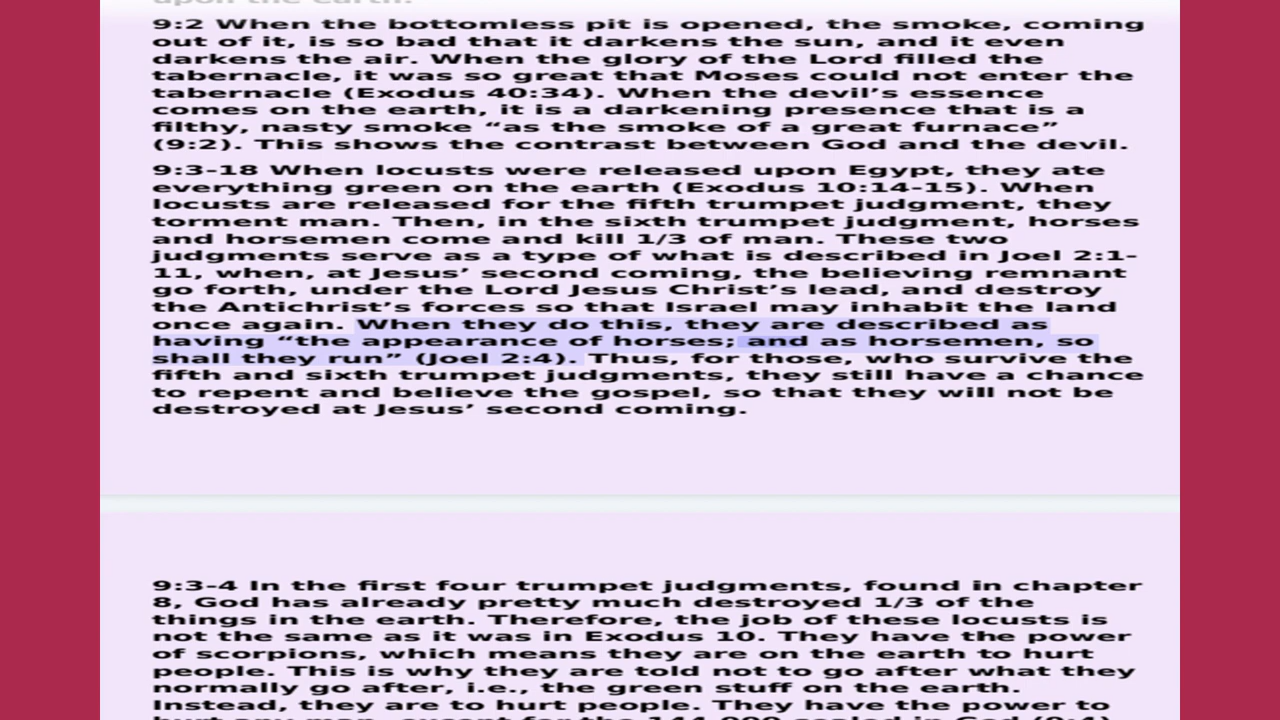 upon the earth.
9:2 When the bottomless pit is opened, the smoke, coming
out of it, is so bad that it darkens the sun, and it even
darkens the air. When the glory of the Lord filled the
tabernacle, it was so great that Moses could not enter the
tabernacle (Exodus 40:34). When the devil’s essence
comes on the earth, it is a darkening presence that is a
filthy, nasty smoke “as the smoke of a great furnace”
(9:2). This shows the contrast between God and the devil.
9:3-18 When locusts were released upon Egypt, they ate
everything green on the earth (Exodus 10:14-15). When
locusts are released for the fifth trumpet judgment, they
torment man. Then, in the sixth trumpet judgment, horses
and horsemen come and kill 1/3 of man. These two
judgments serve as a type of what is described in Joel 2:1-
11, when, at Jesus’ second coming, the believing remnant
go forth, under the Lord Jesus Christ’s lead, and destroy
the Antichrist’s forces so that Israel may inhabit the land
once again. When they do this, they are described as
having “the appearance of horses; and as horsemen, so
shall they run” (Joel 2:4). Thus, for those, who survive the
fifth and sixth trumpet judgments, they still have a chance
to repent and believe the gospel, so that they will not be
destroyed at Jesus’ second coming.
9:3-4 In the first four trumpet judgments, found in chapter
8, God has already pretty much destroyed 1/3 of the
things in the earth. Therefore, the job of these locusts is
not the same as it was in Exodus 10. They have the power
of scorpions, which means they are on the earth to hurt
people. This is why they are told not to go after what they
normally go after, i.e., the green stuff on the earth.
Instead, they are to hurt people. They have the power to
hurt any man, except for the 144,000 sealed in God (9:4).